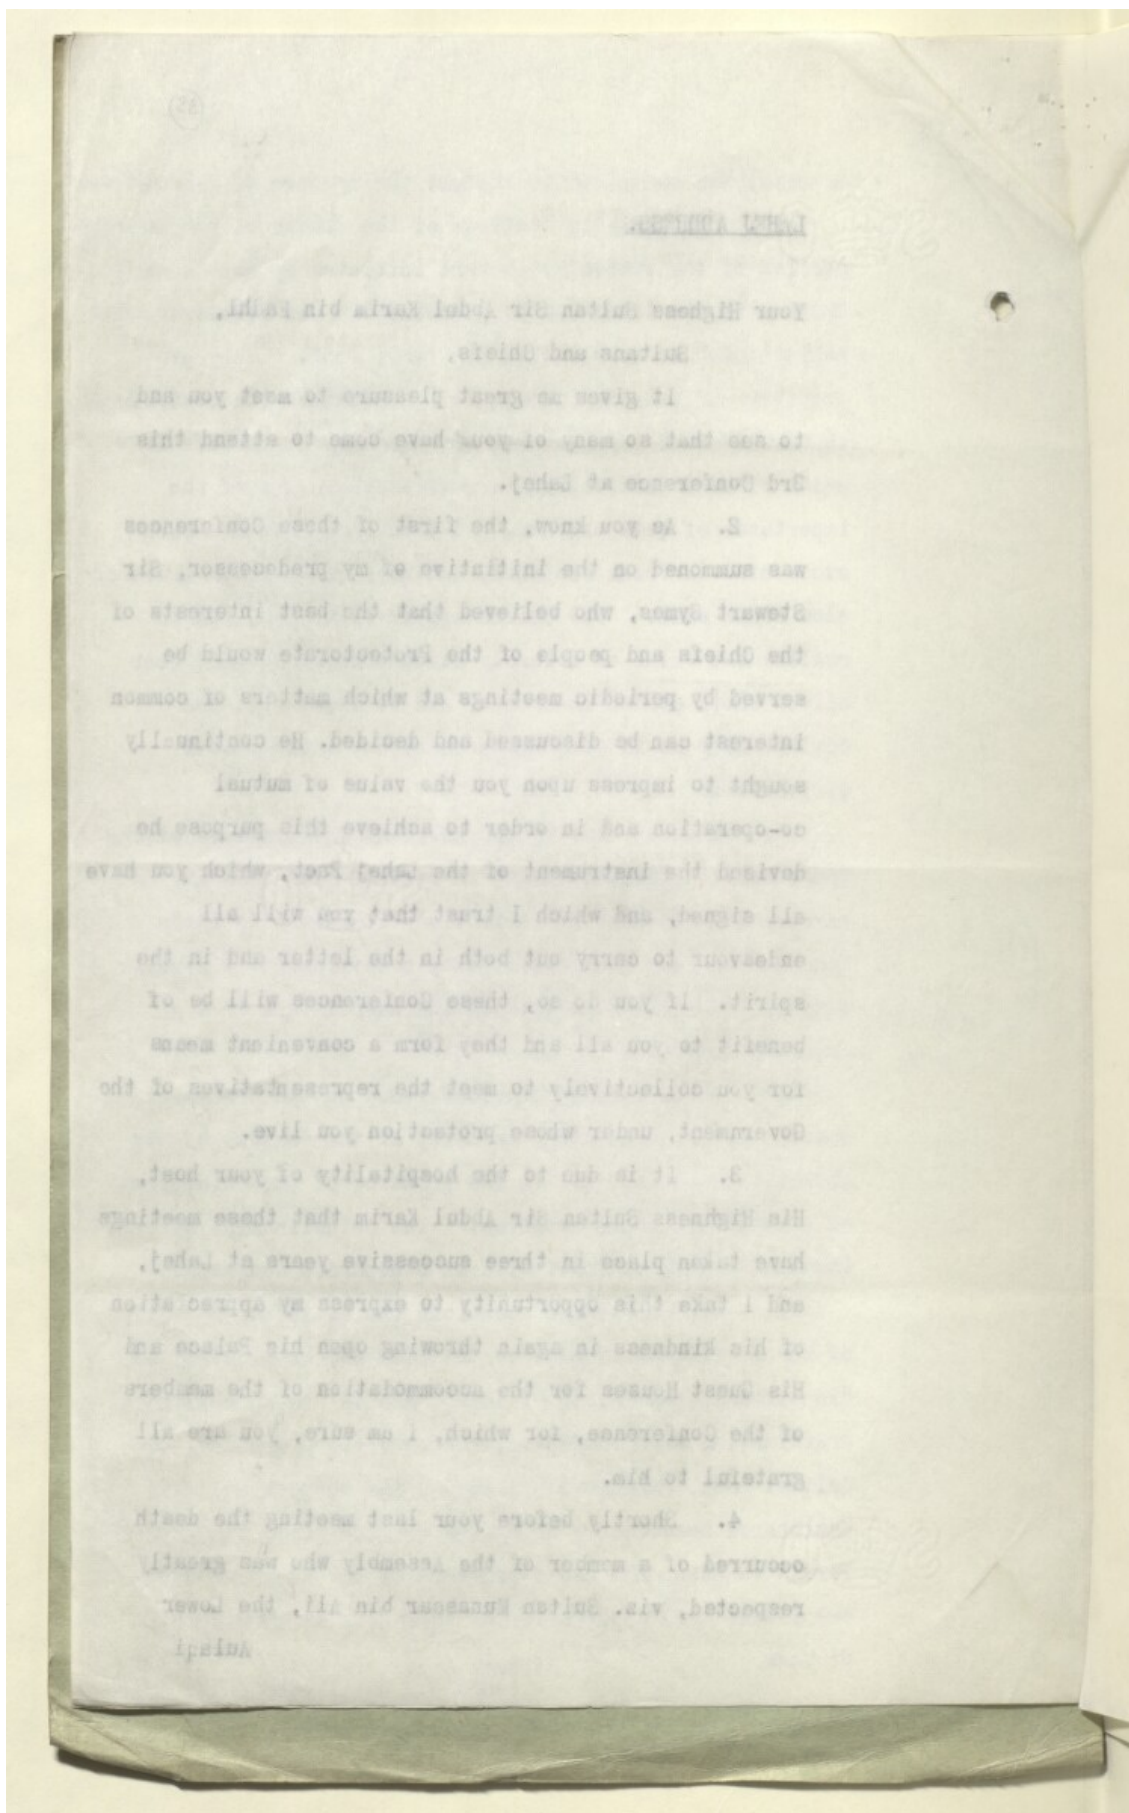 LAHEJ ADDRESS.
Your Highess Sultan Sir Abdul Karim bin Fadhl,
Sultans and Chiefs,
It gives me great pleasure to meet you and
to see that so many of your have come to attend this
3rd Conference at Lahej.
2. As you know, the first of these Conferences
was summoned on the initiative of my predecessor, Sir
Stewart Symes, who believed that the best interests of
the Chiefs and people of the Protectorate would be
served by periodic meetings at which matters of common
interest can be discussed and decided. He continually
sought to impress upon you the value of mutual
co-operation and in order to achieve this purpose he
devised the instrument of the Lahej Pact, which you have
all signed, and which I trust that you will all
endeavour to carry out both in the letter and in the
spirit. If you do so, these Conferences will be of
benefit to you all and they form a convenient means
for you collectively to meet the representatives of the
Government, under whose protection you live.
3. It is due to the hospitality of your host,
His Highness Sultan Sir Abdul Karim that these meetings
have taken place in three successive years at Lahej,
and I take this opportunity to express my appreciation
of his kindness in again throwing open his Palace and
His Guest Houses for the accommodation of the members
of the Conference, for which, I am sure, you are all
grateful to him.
4. Shortly before your last meeting the death
occurred of a member of the Assembly who was greatly
respected, viz. Sultan Munassar bin Ali, the Lower
Aulaqi